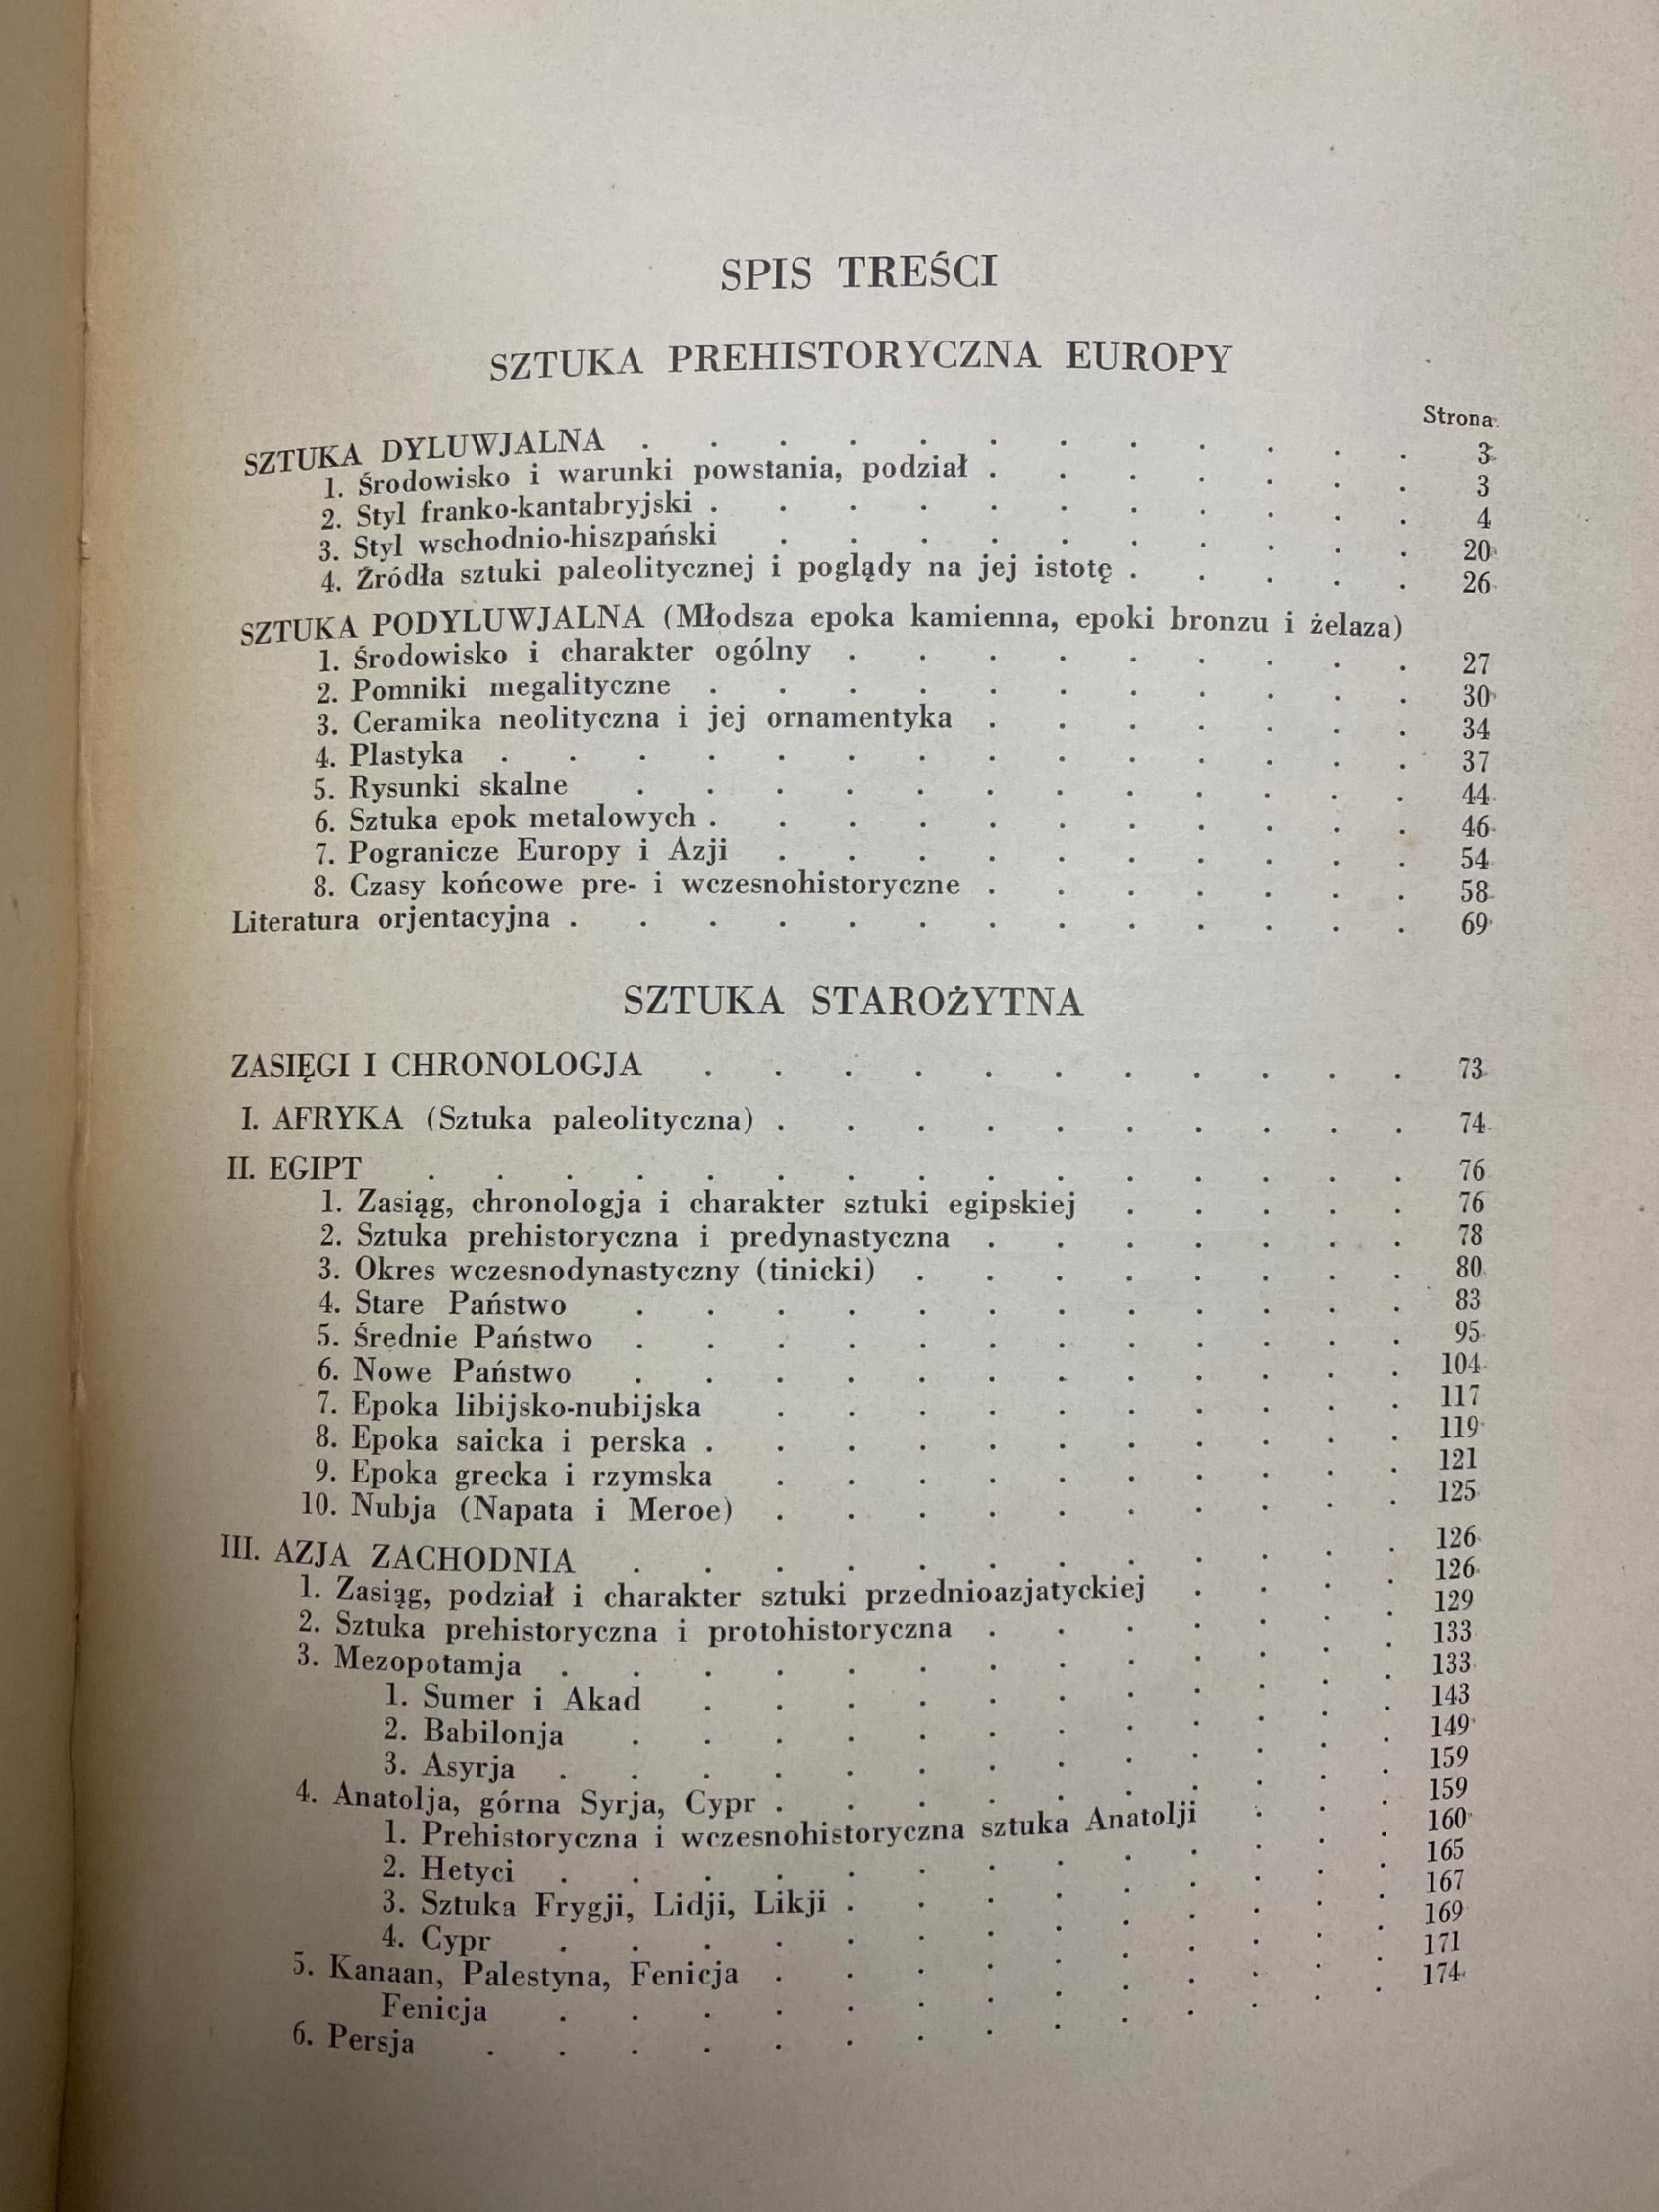 SPIS TREŚCI
SZTUKA PREHISTORYCZNA EUROPY
Strona
SZTUKA DYLUWJALNA . . . . . . . . . . . . 3
1. Środowisko i warunki powstania, podział . . . . . . . 3
2. Styl franko-kantabryjski . . . . . . . . . . . 4
3. Styl wschodnio-hiszpański . . . . . . . . . . 20
4. Źródła sztuki paleolitycznej i poglądy na jej istotę . . . . . 26
SZTUKA PODYLUWJALNA (Młodsza epoka kamienna, epoki bronzu i żelaza)
1. Środowisko i charakter ogólny . . . . . . . . . 27
2. Pomniki megalityczne . . . . . . . . . . . 30
3. Ceramika neolityczna i jej ornamentyka . . . . . . . 34
4. Plastyka . . . . . . . . . . . . . . 37
5. Rysunki skalne . . . . . . . . . . . . 44
6. Sztuka epok metalowych . . . . . . . . . . . 46
7. Pogranicze Europy i Azji . . . . . . . . . . 54
8. Czasy końcowe pre- i wczesnohistoryczne . . . . . . . 58
Literatura orjentacyjna . . . . . . . . . . . . . 69
SZTUKA STAROŻYTNA
ZASIĘGI I CHRONOLOGJA . . . . . . . . . . . 73
I. AFRYKA (Sztuka paleolityczna) . . . . . . . . . . 74
II. EGIPT . . . . . . . . . . . . . . . 76
1. Zasiąg, chronologja i charakter sztuki egipskiej . . . . . 76
2. Sztuka prehistoryczna i predynastyczna . . . . . . . 78
3. Okres wczesnodynastyczny (tinicki) . . . . . . . . 80
4. Stare Państwo . . . . . . . . . . . . 83
5. Średnie Państwo . . . . . . . . . . . . 95
6. Nowe Państwo . . . . . . . . . . . . 104
7. Epoka libijsko-nubijska . . . . . . . . . . 117
8. Epoka saicka i perska . . . . . . . . . . . 119
9. Epoka grecka i rzymska . . . . . . . . . . 121
10. Nubja (Napata i Meroe) . . . . . . . . . . 125
III. AZJA ZACHODNIA . . . . . . . . . . . . 126
1. Zasiąg, podział i charakter sztuki przednioazjatyckiej . . . . 126
2. Sztuka prehistoryczna i protohistoryczna . . . . . . . 129
3. Mezopotamja . . . . . . . . . . . . . 133
1. Sumer i Akad . . . . . . . . . . . 133
2. Babilonja . . . . . . . . . . . . 143
3. Asyrja . . . . . . . . . . . . . 149
4. Anatolja, górna Syrja, Cypr . . . . . . . . . . 159
1. Prehistoryczna i wczesnohistoryczna sztuka Anatolji . . . 159
2. Hetyci . . . . . . . . . . . . . 160
3. Sztuka Frygji, Lidji, Likji . . . . . . . . . 165
4. Cypr . . . . . . . . . . . . . 167
5. Kanaan, Palestyna, Fenicja . . . . . . . . . . 169
Fenicja . . . . . . . . . . . . . 171
6. Persja . . . . . . . . . . . . . . 174